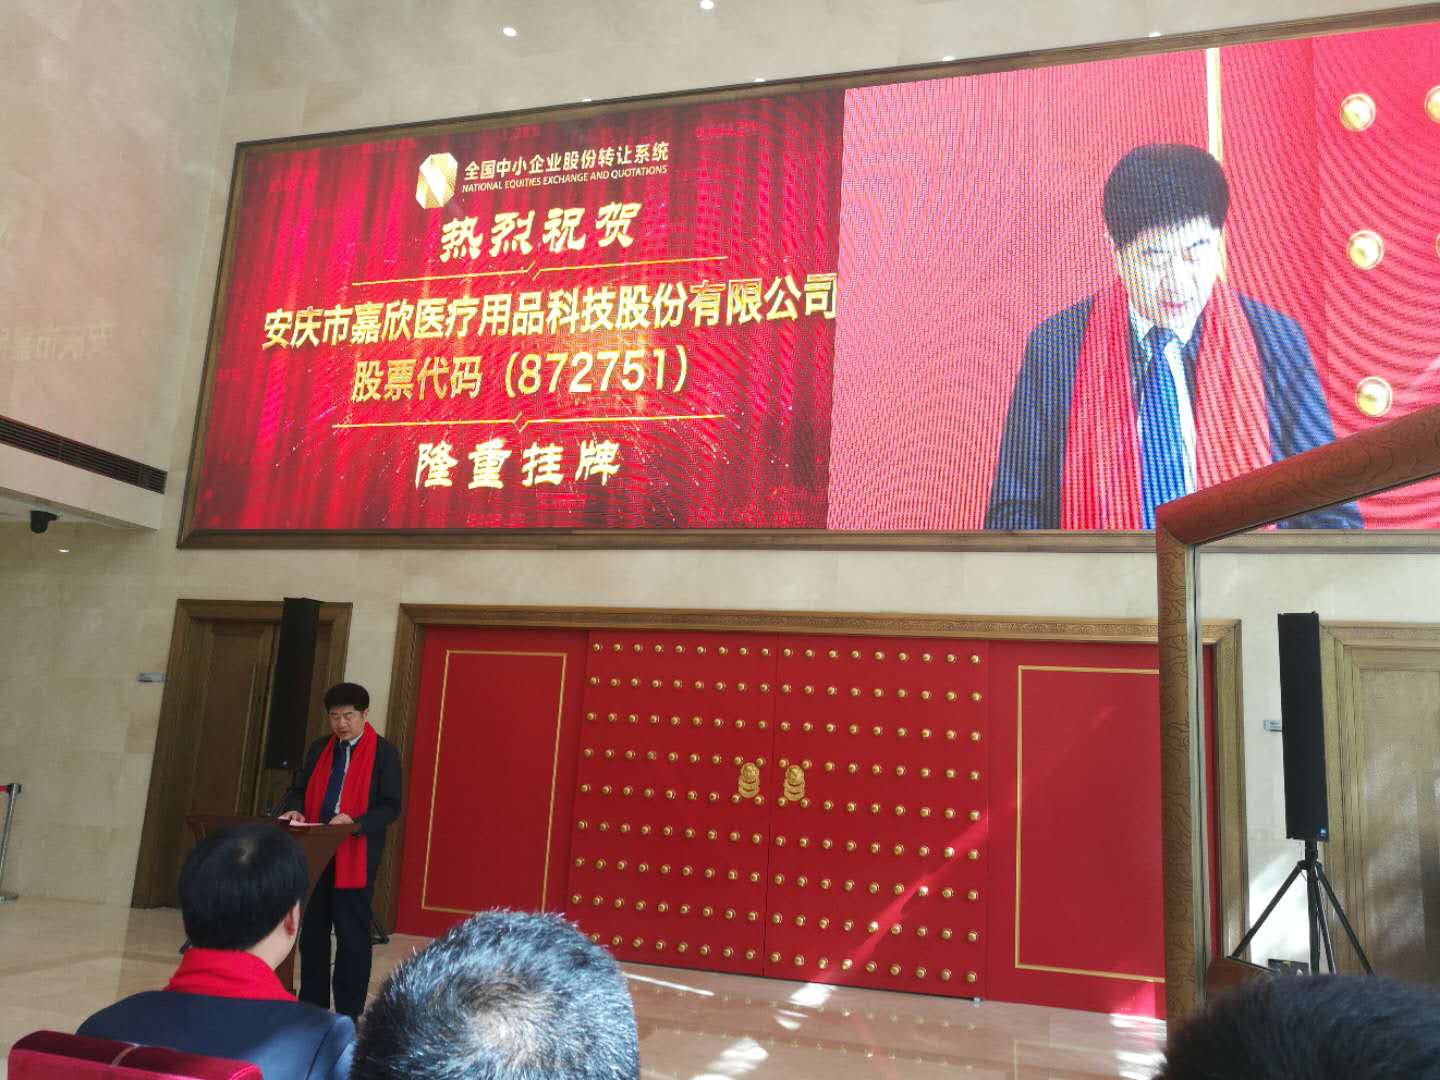 全国中小企业股份转让系统
NATIONAL EQUITIES EXCHANGE AND QUOTATIONS
热烈祝贺
安庆市嘉欣医疗用品科技股份有限公司
股票代码（872751）
隆重挂牌